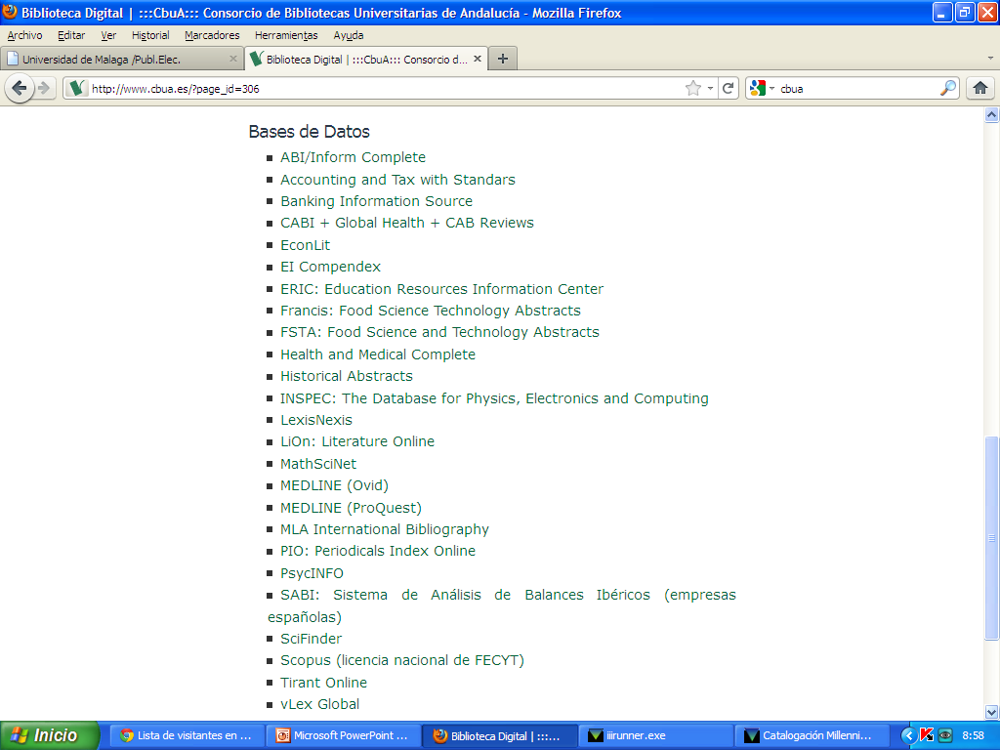 Biblioteca Digital | :::CbuA::: Consorcio de Bibliotecas Universitarias de Andalucía - Mozilla Firefox
Archivo Editar Ver Historial Marcadores Herramientas Ayuda
Universidad de Malaga /Publ.Elec. Biblioteca Digital | :::CbuA::: Consorcio d...
http://www.cbua.es/?page_id=306 cbua
Bases de Datos
ABI/Inform Complete
Accounting and Tax with Standars
Banking Information Source
CABI + Global Health + CAB Reviews
EconLit
EI Compendex
ERIC: Education Resources Information Center
Francis: Food Science Technology Abstracts
FSTA: Food Science and Technology Abstracts
Health and Medical Complete
Historical Abstracts
INSPEC: The Database for Physics, Electronics and Computing
LexisNexis
LiOn: Literature Online
MathSciNet
MEDLINE (Ovid)
MEDLINE (ProQuest)
MLA International Bibliography
PIO: Periodicals Index Online
PsycINFO
SABI: Sistema de Análisis de Balances Ibéricos (empresas
españolas)
SciFinder
Scopus (licencia nacional de FECYT)
Tirant Online
vLex Global
Inicio Lista de visitantes en ... Microsoft PowerPoint ... Biblioteca Digital | :::... iiirunner.exe Catalogación Millenni... 8:58